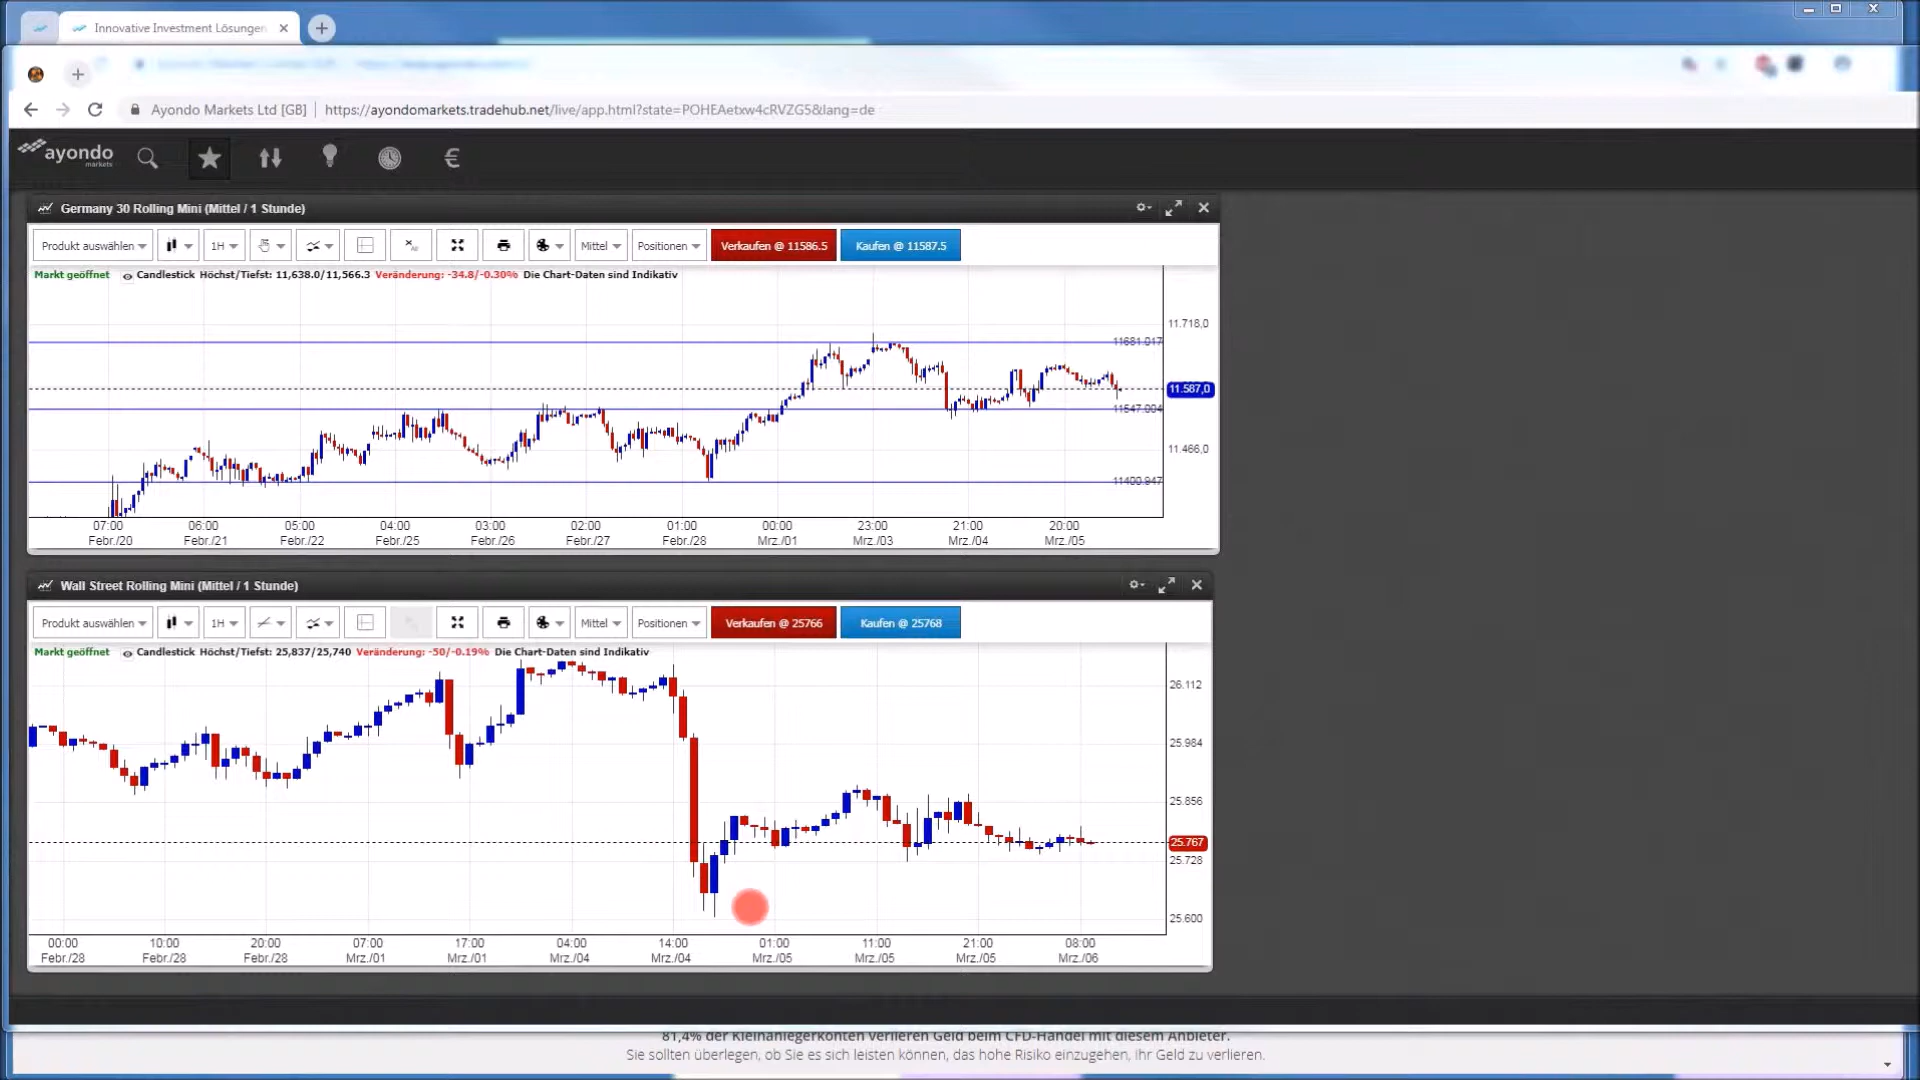 Innovative Investment Lösungen
Ayondo Markets Ltd [GB] https://ayondomarkets.tradehub.net/live/app.html?state=POHEAetxw4cRVZG5&lang=de
ayondo
markets
€
Germany 30 Rolling Mini (Mittel / 1 Stunde)
Produkt auswählen 1H Mittel Positionen Verkaufen @ 11586.5 Kaufen @ 11587.5
Markt geöffnet Candlestick Höchst/Tiefst: 11,638.0/11,566.3 Veränderung: -34.8/-0.30% Die Chart-Daten sind Indikativ
11.718,0
11681.017
11.587,0
11547.004
11.466,0
11400.947
07:00 06:00 05:00 04:00 03:00 02:00 01:00 00:00 23:00 21:00 20:00
Febr./20 Febr./21 Febr./22 Febr./25 Febr./26 Febr./27 Febr./28 Mrz./01 Mrz./03 Mrz./04 Mrz./05
Wall Street Rolling Mini (Mittel / 1 Stunde)
Produkt auswählen 1H Mittel Positionen Verkaufen @ 25766 Kaufen @ 25768
Markt geöffnet Candlestick Höchst/Tiefst: 25,837/25,740 Veränderung: -50/-0.19% Die Chart-Daten sind Indikativ
26.112
25.984
25.856
25.767
25.728
25.600
00:00 10:00 20:00 07:00 17:00 04:00 14:00 01:00 11:00 21:00 08:00
Febr./28 Febr./28 Febr./28 Mrz./01 Mrz./01 Mrz./04 Mrz./04 Mrz./05 Mrz./05 Mrz./05 Mrz./06
81,4% der Kleinanlegerkonten verlieren Geld beim CFD-Handel mit diesem Anbieter.
Sie sollten überlegen, ob Sie es sich leisten können, das hohe Risiko einzugehen, Ihr Geld zu verlieren.